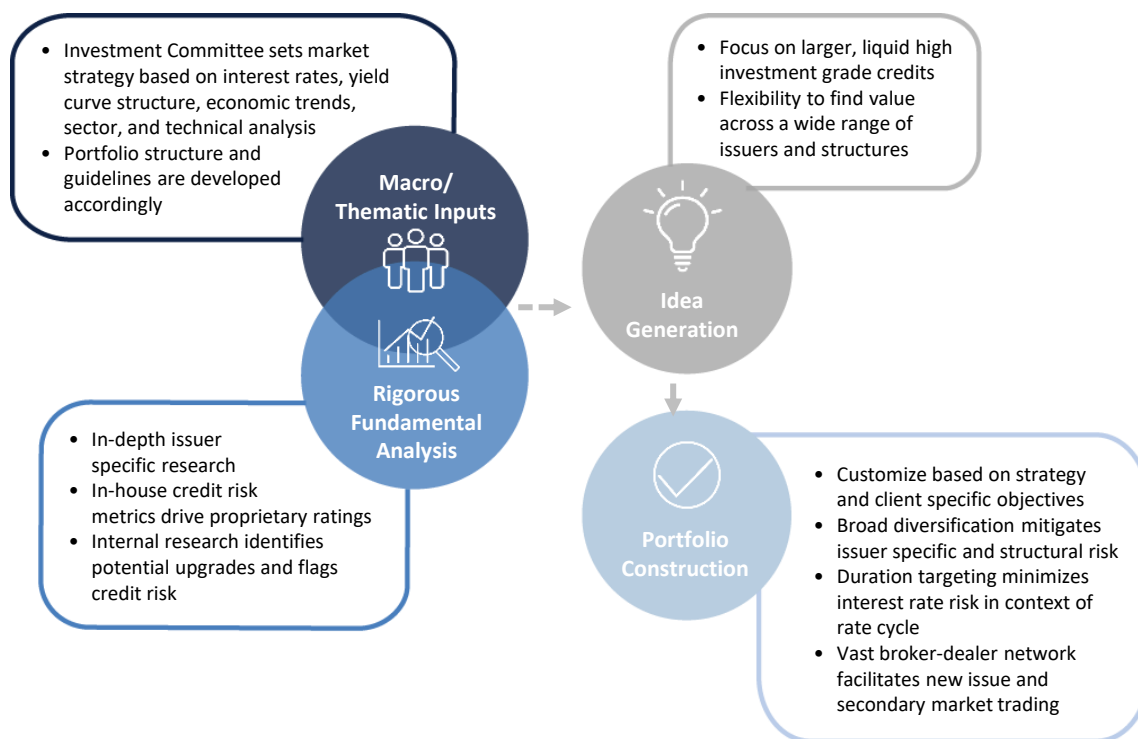 • Investment Committee sets market
strategy based on interest rates, yield
curve structure, economic trends,
sector, and technical analysis
• Portfolio structure and
guidelines are developed
accordingly
Macro/
Thematic Inputs
• Focus on larger, liquid high
investment grade credits
• Flexibility to find value
across a wide range of
issuers and structures
Idea
Generation
Rigorous
Fundamental
Analysis
• In-depth issuer
specific research
• In-house credit risk
metrics drive proprietary ratings
• Internal research identifies
potential upgrades and flags
credit risk
Portfolio
Construction
• Customize based on strategy
and client specific objectives
• Broad diversification mitigates
issuer specific and structural risk
• Duration targeting minimizes
interest rate risk in context of
rate cycle
• Vast broker-dealer network
facilitates new issue and
secondary market trading